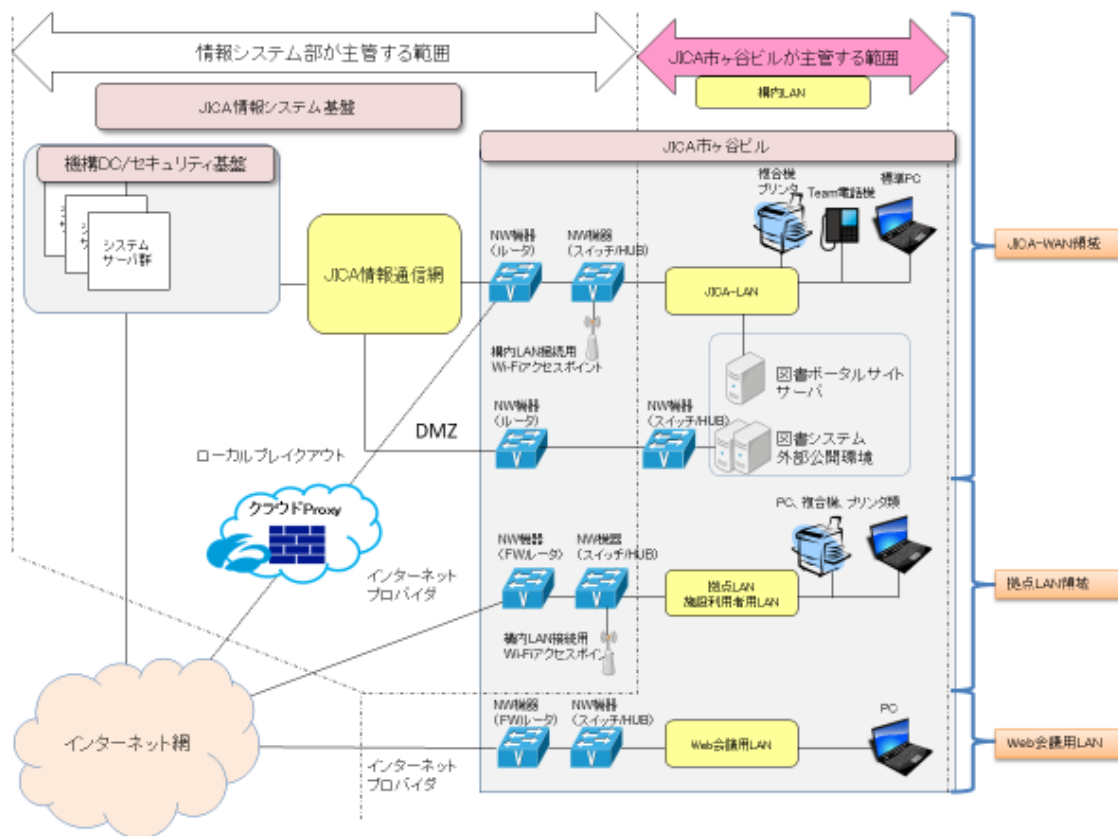 情報システム部が主管する範囲
JICA市ヶ谷ビルが主管する範囲
構内LAN
JICA情報システム基盤
JICA市ヶ谷ビル
機構DC/セキュリティ基盤
シ
サ
シ
サ
システム
サーバ群
JICA情報通信網
NW機器
(ルータ)
NW機器
(スイッチ/HUB)
複合機
プリンタ
Team電話機
標準PC
JICA-LAN
JICA-WAN領域
構内LAN接続用
Wi-Fiアクセスポイント
図書ポータルサイト
サーバ
NW機器
(ルータ)
DMZ
NW機器
(スイッチ/HUB)
図書システム
外部公開環境
ローカルブレイクアウト
クラウドProxy
インターネット
プロバイダ
NW機器
(FW/ルータ)
NW機器
(スイッチ/HUB)
PC、複合機、プリンタ類
拠点LAN
施設利用者用LAN
拠点LAN領域
構内LAN接続用
Wi-Fiアクセスポイン
インターネット網
インターネット
プロバイダ
NW機器
(FW/ルータ)
NW機器
(スイッチ/HUB)
Web会議用LAN
PC
Web会議用LAN